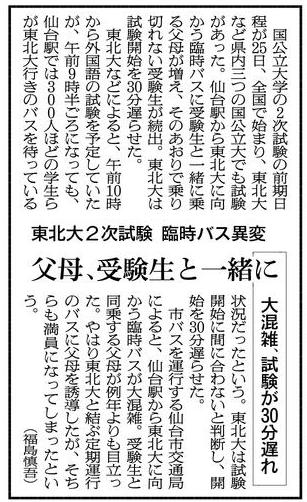 東北大2次試験 臨時バス異変
父母、受験生と一緒に
大混雑 試験が30分遅れ
国公立大学の2次試験の前期日
程が25日、全国で始まり、東北大
など県内三つの国公立大でも試験
があった。仙台駅から東北大に向
かう臨時バスに受験生と一緒に乗
る父母が増え、そのあおりで乗り
切れない受験生が続出。東北大は
試験開始を30分遅らせた。
東北大などによると、午前10時
から外国語の試験を予定していた
が、午前9時半ごろになっても、
仙台駅では300人ほどの学生ら
が東北大行きのバスを待っている
状況だったという。東北大は試験
開始に間に合わないと判断し、開
始を30分遅らせた。
市バスを運行する仙台市交通局
によると、仙台駅から東北大に向
かう臨時バスが大混雑。受験生と
同乗する父母が例年よりも目立っ
た。やはり東北大と結ぶ定期運行
のバスに父母を誘導したが、そち
らも満員になってしまったとい
う。
（福島慎吾）